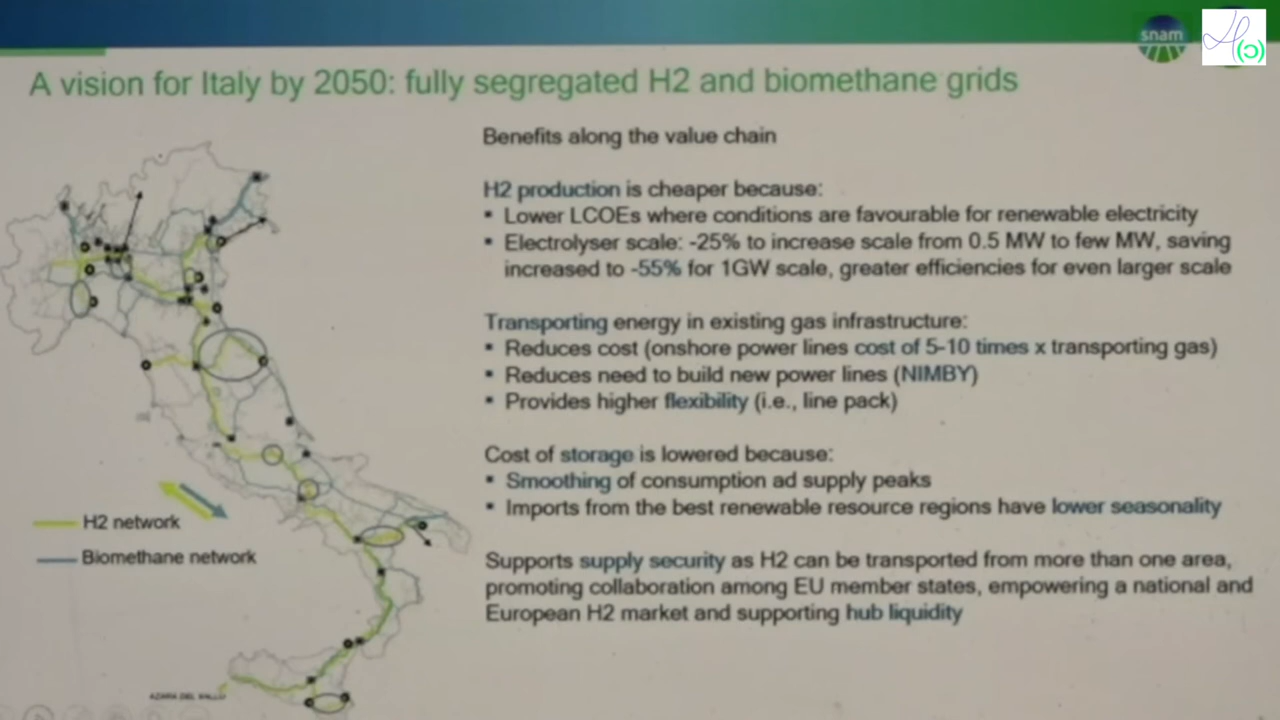 snam
A vision for Italy by 2050: fully segregated H2 and biomethane grids
Benefits along the value chain
H2 production is cheaper because:
▪ Lower LCOEs where conditions are favourable for renewable electricity
▪ Electrolyser scale: -25% to increase scale from 0.5 MW to few MW, saving
increased to -55% for 1GW scale, greater efficiencies for even larger scale
Transporting energy in existing gas infrastructure:
▪ Reduces cost (onshore power lines cost of 5-10 times x transporting gas)
▪ Reduces need to build new power lines (NIMBY)
▪ Provides higher flexibility (i.e., line pack)
Cost of storage is lowered because:
▪ Smoothing of consumption ad supply peaks
▪ Imports from the best renewable resource regions have lower seasonality
Supports supply security as H2 can be transported from more than one area,
promoting collaboration among EU member states, empowering a national and
European H2 market and supporting hub liquidity
H2 network
Biomethane network